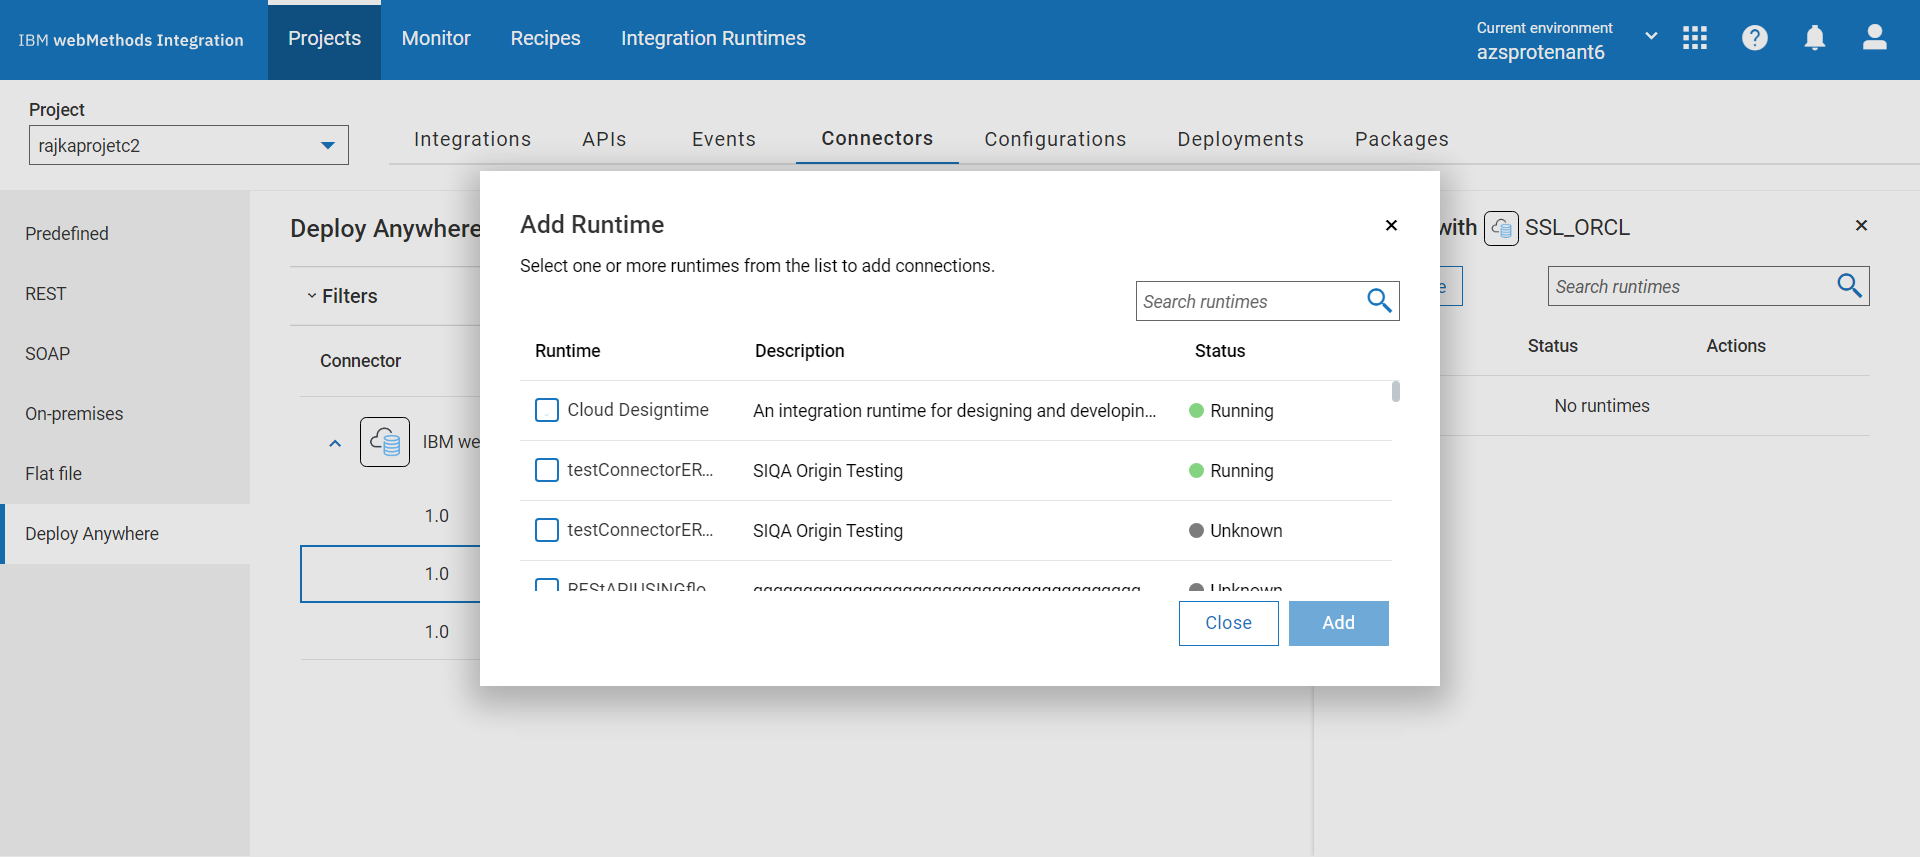 IBM webMethods Integration
Projects
Monitor
Recipes
Integration Runtimes
Current environment
azsprotenant6
Project
rajkaprojetc2
Integrations
APIs
Events
Connectors
Configurations
Deployments
Packages
Predefined
REST
SOAP
On-premises
Flat file
Deploy Anywhere
Deploy Anywhere
Filters
Connector
IBM we
1.0
1.0
1.0
Add Runtime
Select one or more runtimes from the list to add connections.
Search runtimes
Runtime Description Status
Cloud Designtime An integration runtime for designing and developin... Running
testConnectorER... SIQA Origin Testing Running
testConnectorER... SIQA Origin Testing Unknown
REStAPIUSINGflo Unknown
Close
Add
with SSL_ORCL
Search runtimes
Status Actions
No runtimes